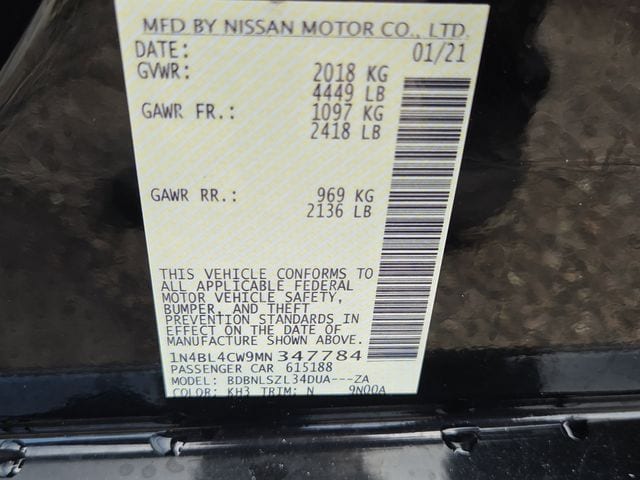 MFD BY NISSAN MOTOR CO., LTD.
DATE: 01/21
GVWR: 2018 KG
4449 LB
GAWR FR.: 1097 KG
2418 LB
GAWR RR.: 969 KG
2136 LB
THIS VEHICLE CONFORMS TO
ALL APPLICABLE FEDERAL
MOTOR VEHICLE SAFETY,
BUMPER, AND THEFT
PREVENTION STANDARDS IN
EFFECT ON THE DATE OF
MANUFACTURE SHOWN ABOVE.
1N4BL4CW9MN 347784
PASSENGER CAR 615188
MODEL: BDBNLSZL34DUA---ZA
COLOR: KH3 TRIM: N 9N00A